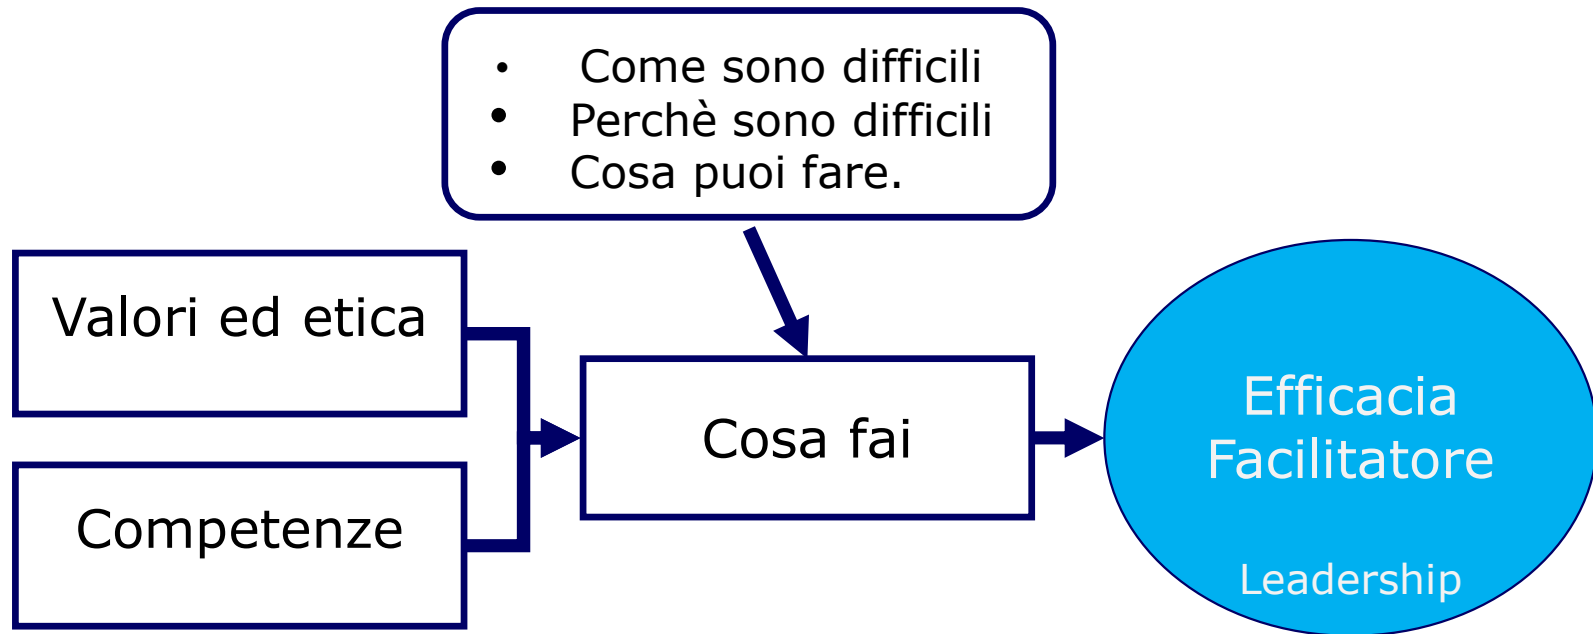 • Come sono difficili
• Perchè sono difficili
• Cosa puoi fare.
Valori ed etica
Competenze
Cosa fai
Efficacia
Facilitatore
Leadership